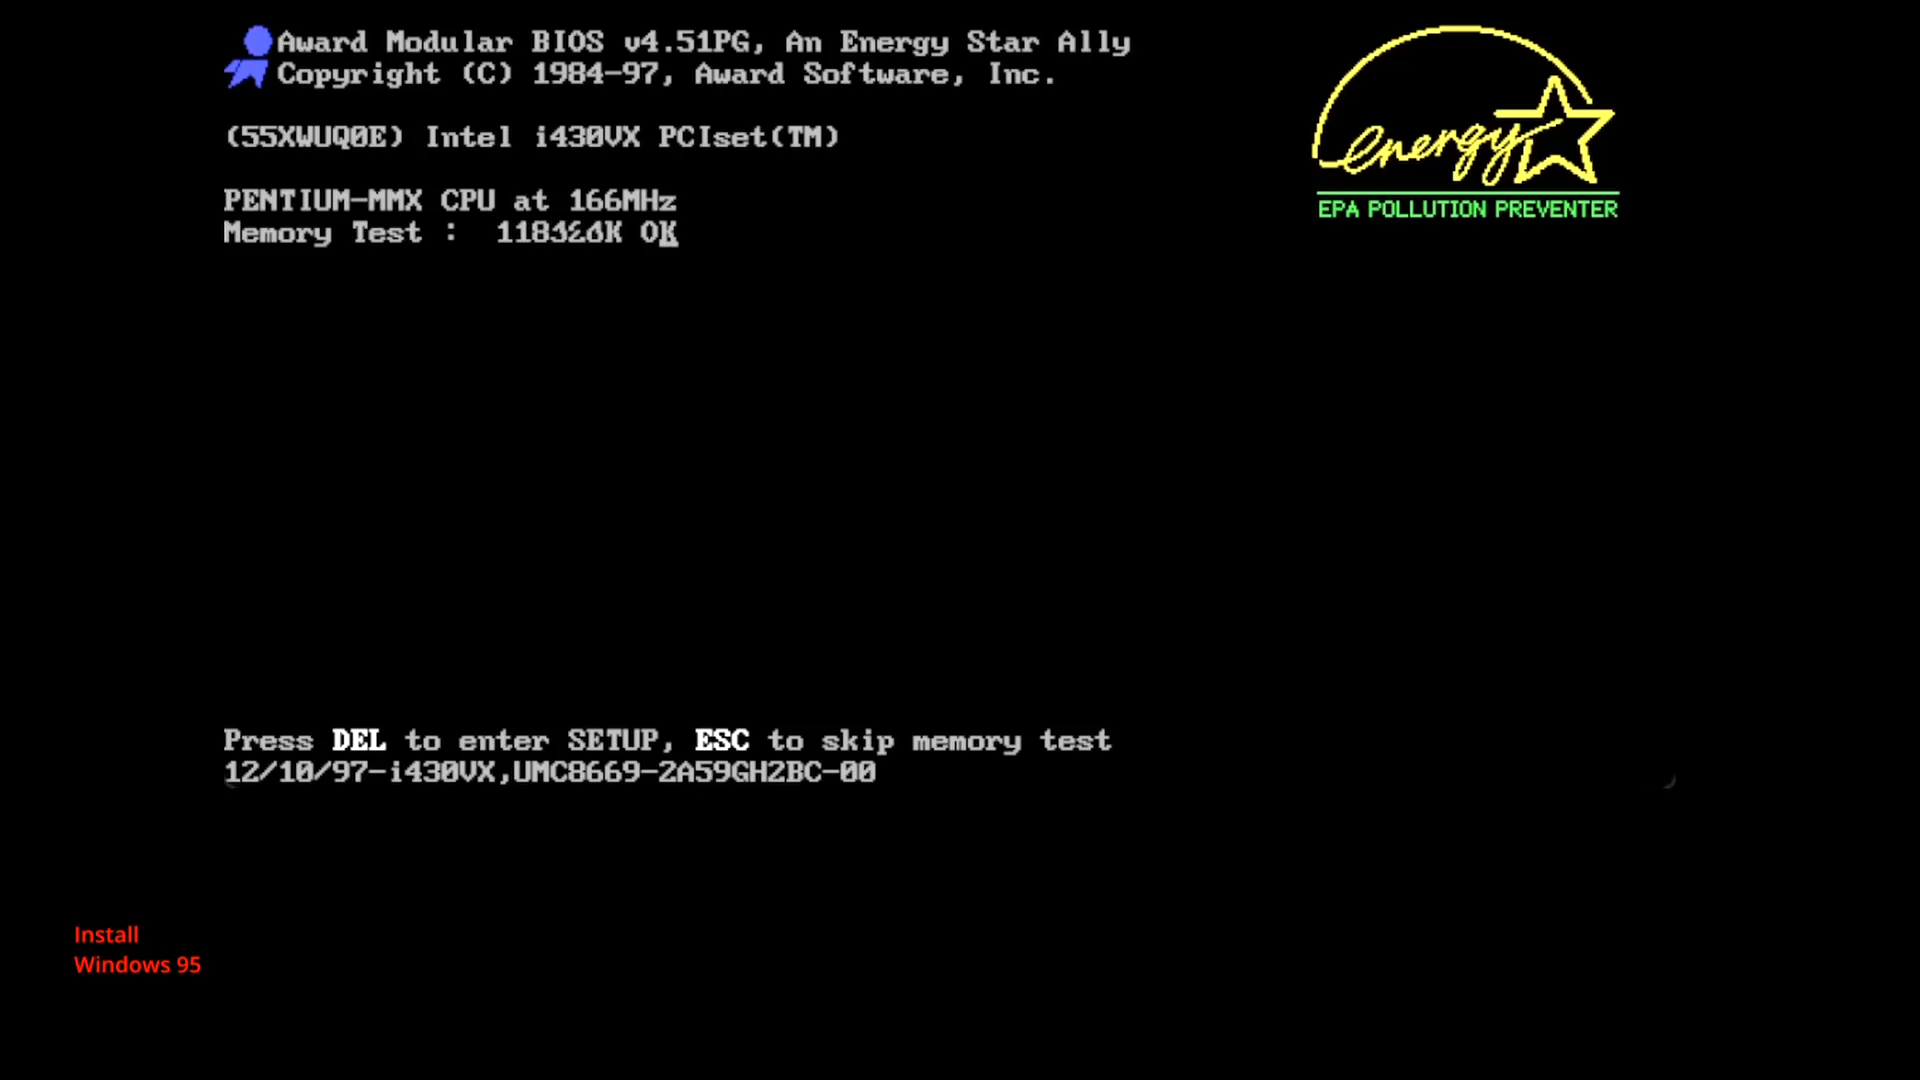 Award Modular BIOS v4.51PG, An Energy Star Ally
Copyright (C) 1984-97, Award Software, Inc.
energy
EPA POLLUTION PREVENTER
(55XWUQ0E) Intel i430VX PCIset(TM)
PENTIUM-MMX CPU at 166MHz
Memory Test : OK
Press DEL to enter SETUP, ESC to skip memory test
12/10/97-i430VX,UMC8669-2A59GH2BC-00
Install
Windows 95